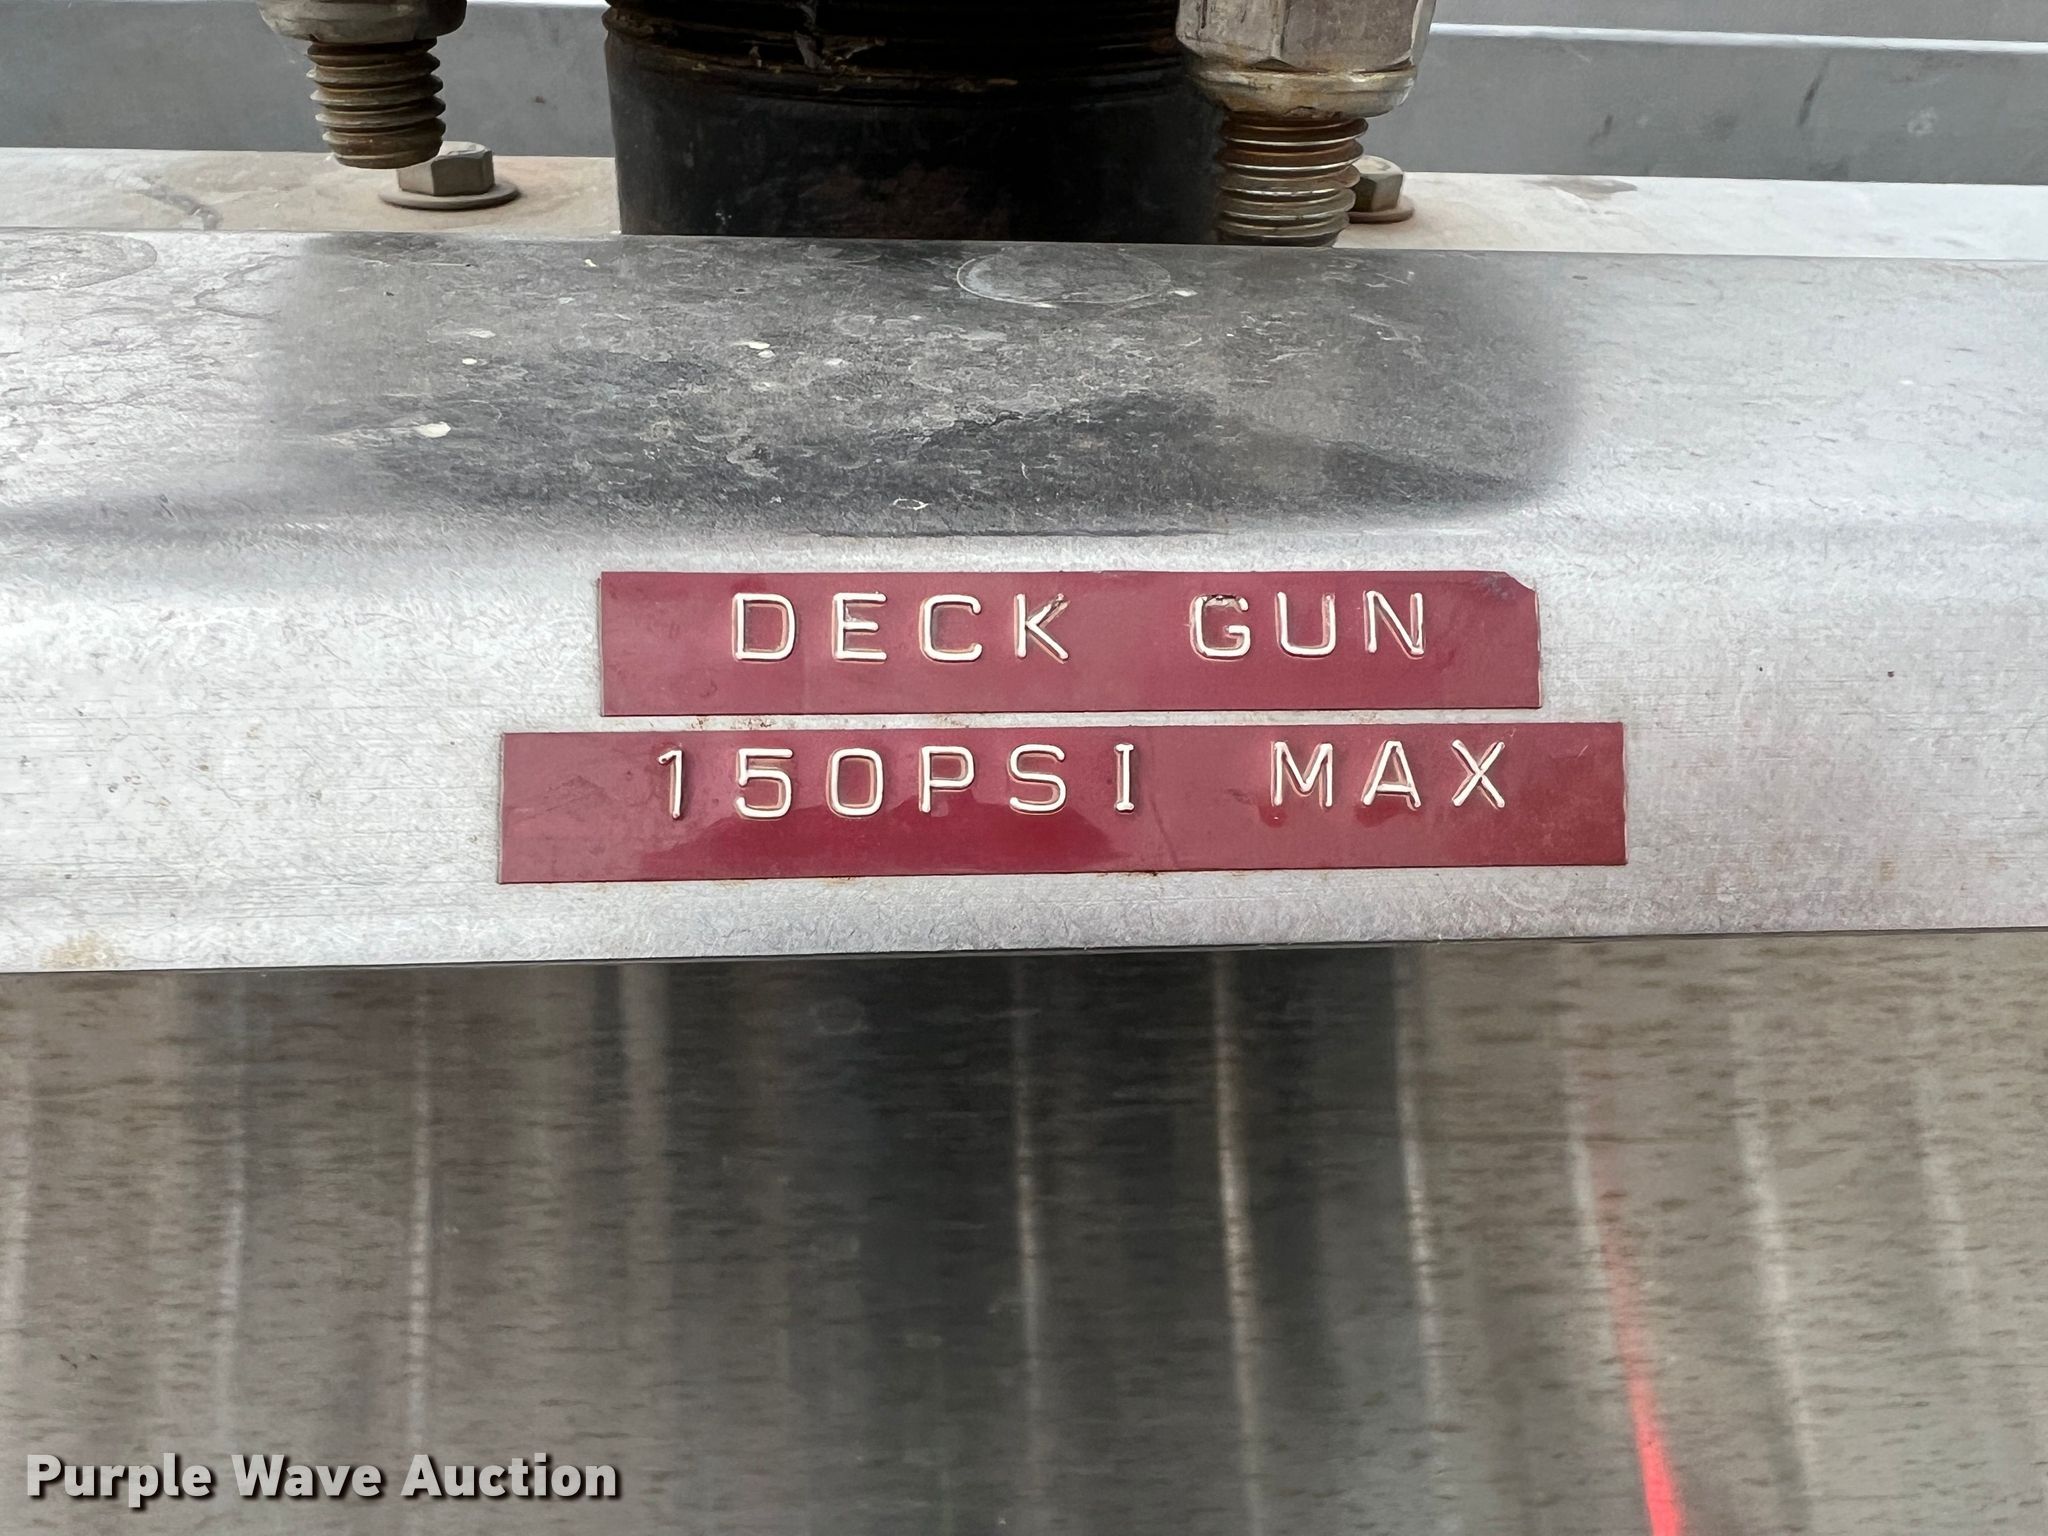 DECK GUN
150PSI MAX
Purple Wave Auction